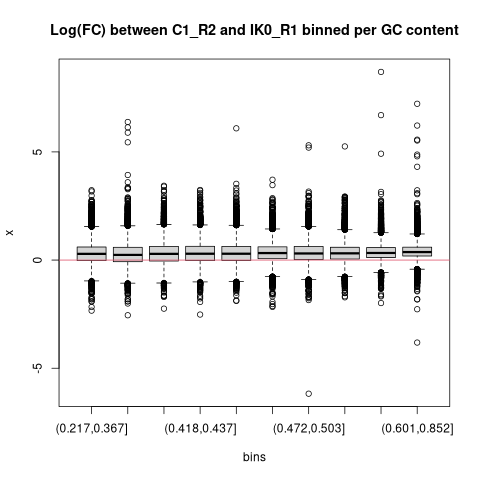 Log(FC) between C1_R2 and IK0_R1 binned per GC content
5
0
-5
x
(0.217,0.367]
(0.418,0.437]
(0.472,0.503]
(0.601,0.852]
bins